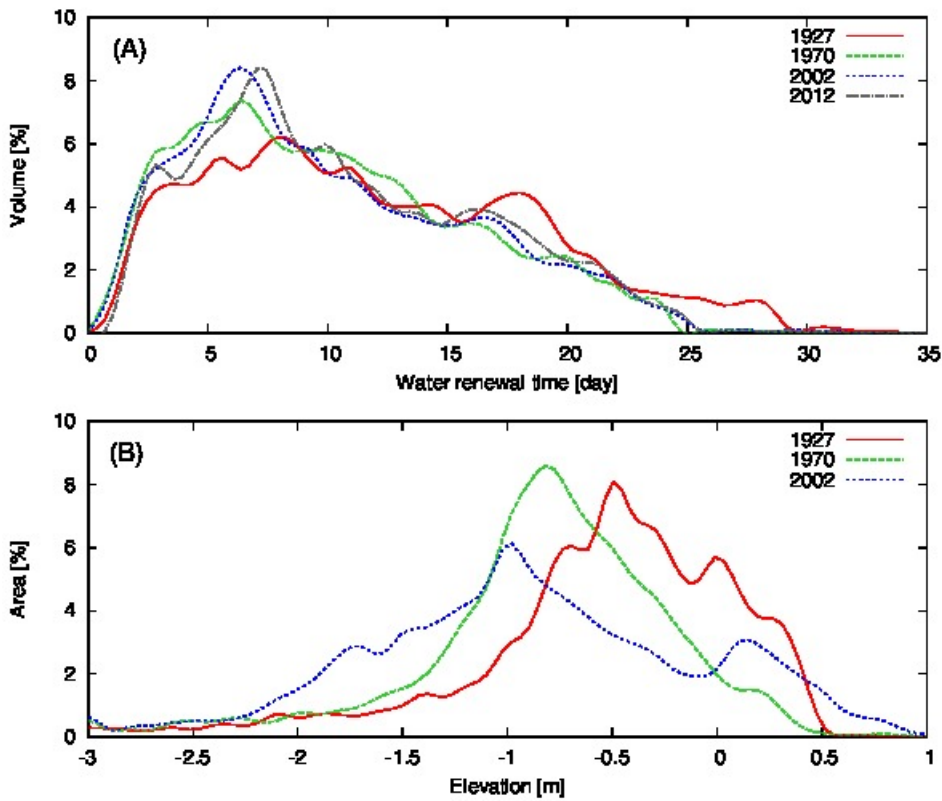 10
8
6
4
2
0
Volume [%]
(A)
1927
1970
2002
2012
0 5 10 15 20 25 30 35
Water renewal time [day]
10
8
6
4
2
0
Area [%]
(B)
1927
1970
2002
-3 -2.5 -2 -1.5 -1 -0.5 0 0.5 1
Elevation [m]